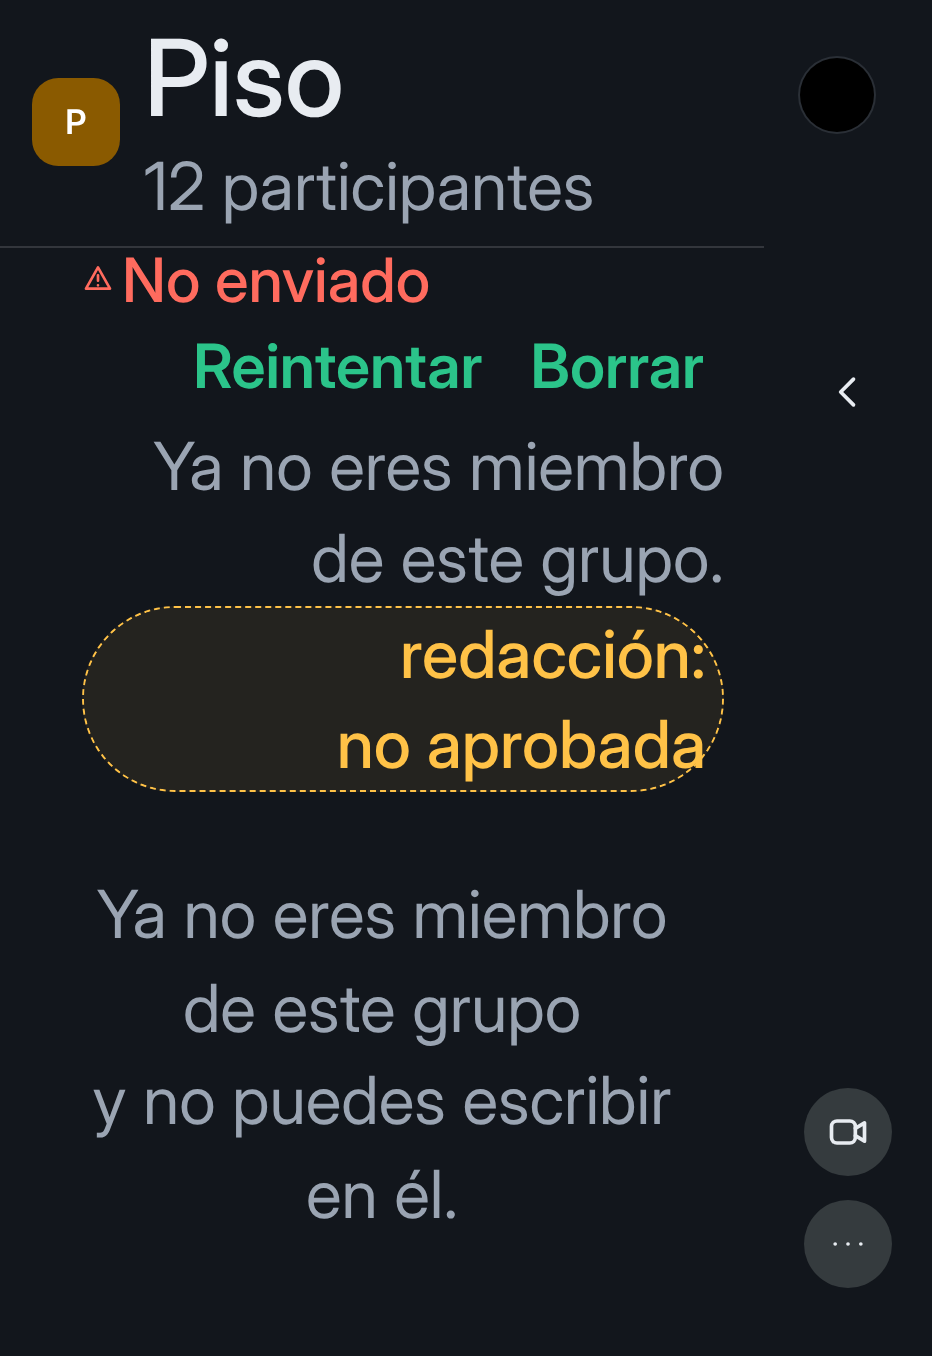 P
Piso
12 participantes
No enviado
Reintentar Borrar
Ya no eres miembro
de este grupo.
redacción:
no aprobada
Ya no eres miembro
de este grupo
y no puedes escribir
en él.